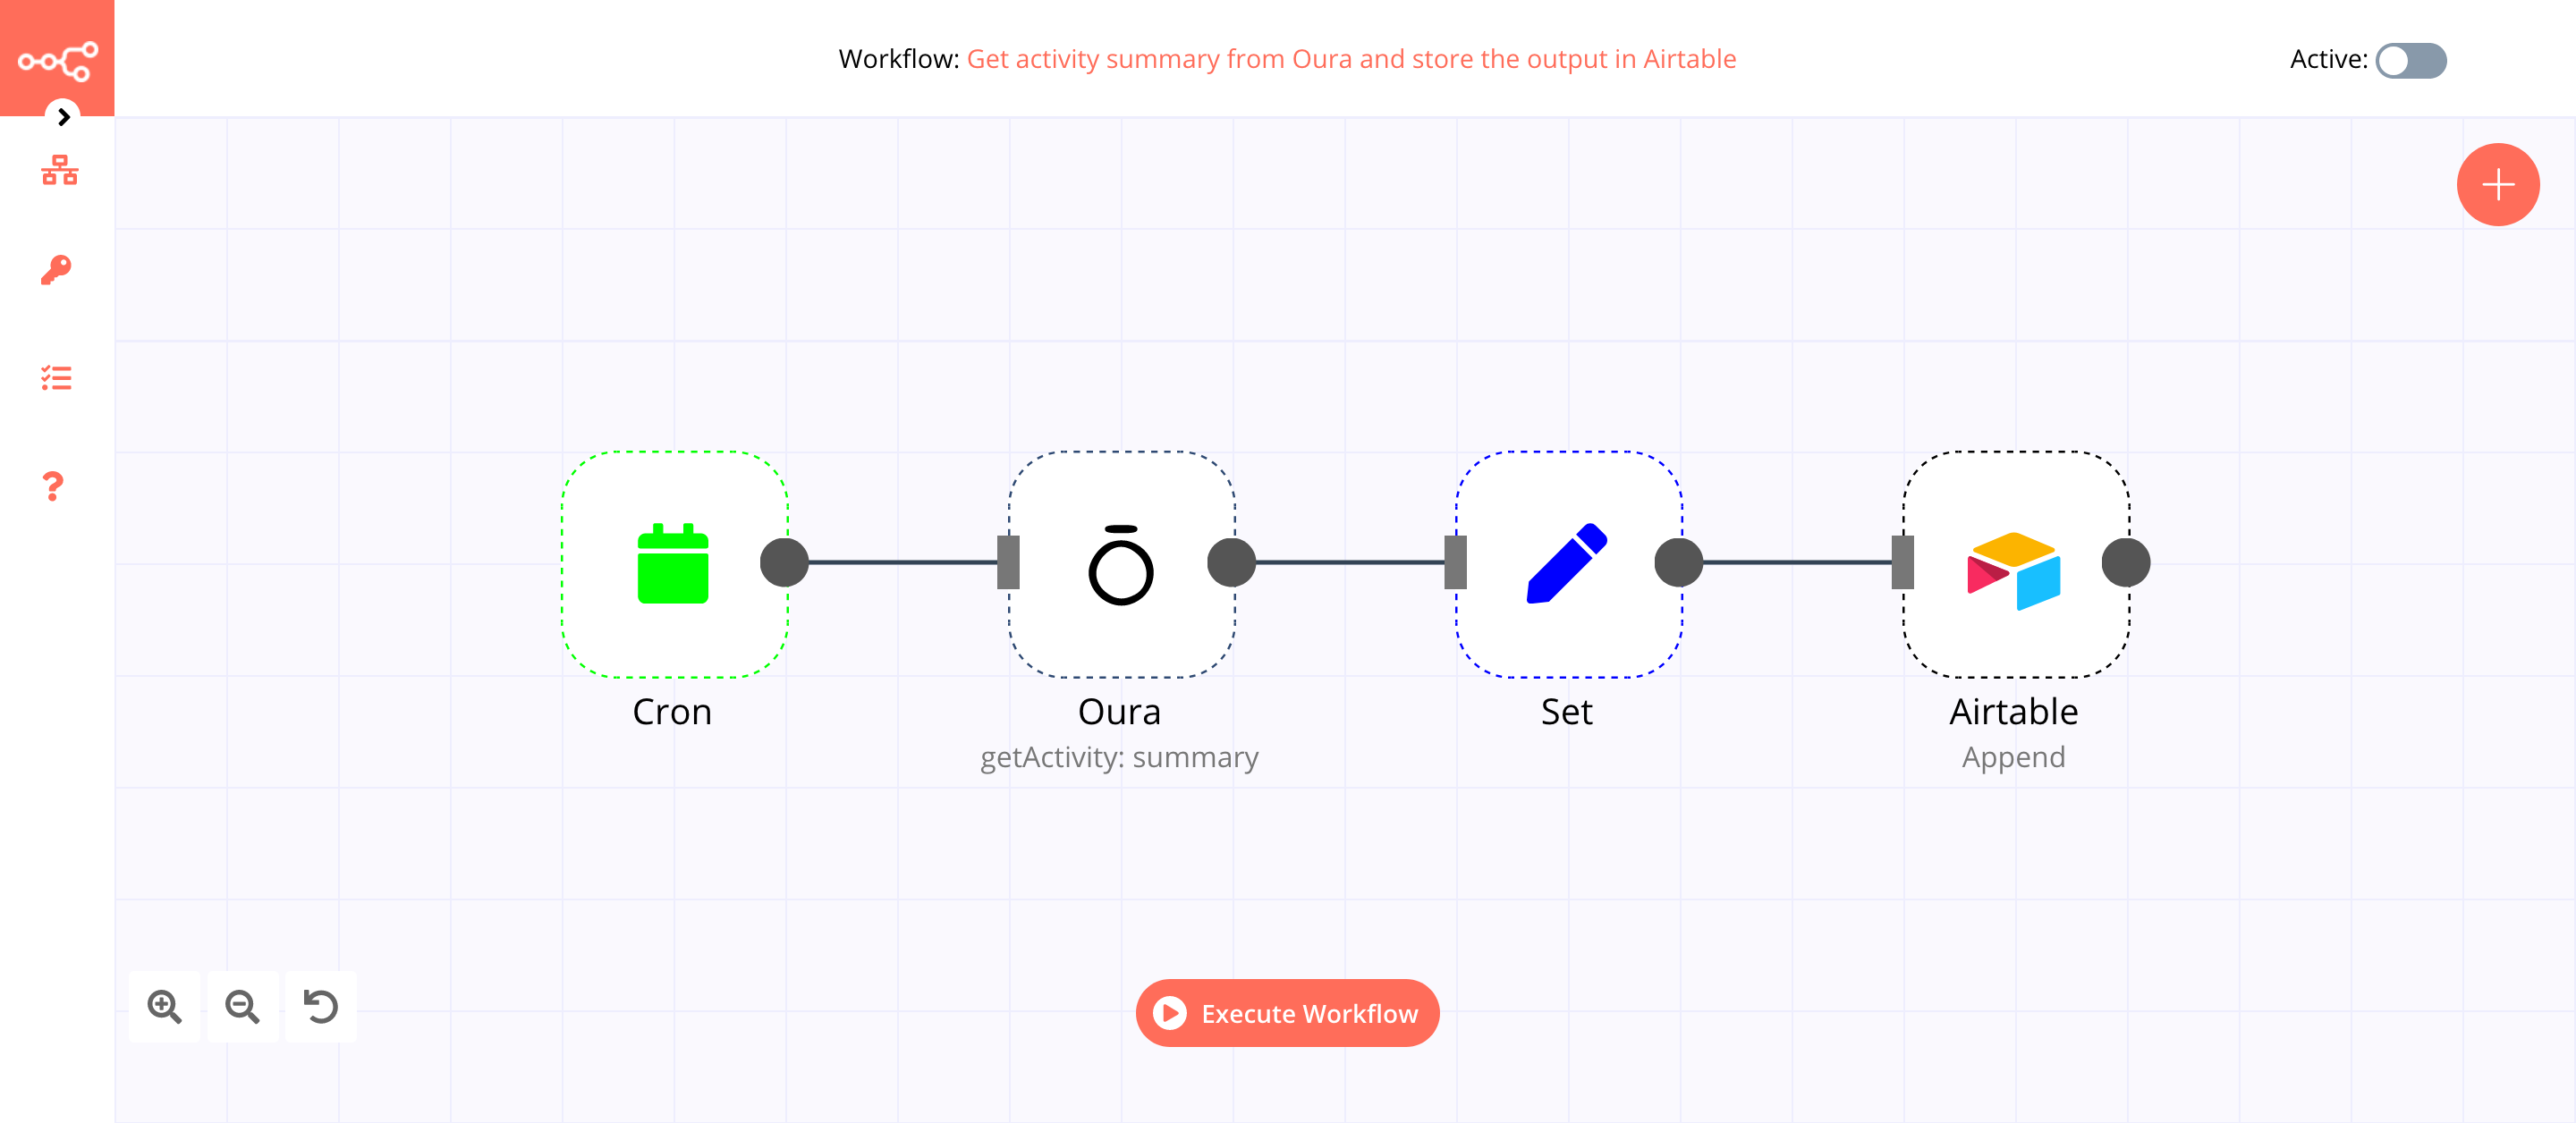 Workflow: Get activity summary from Oura and store the output in Airtable
Active:
Cron
Oura
getActivity: summary
Set
Airtable
Append
Execute Workflow